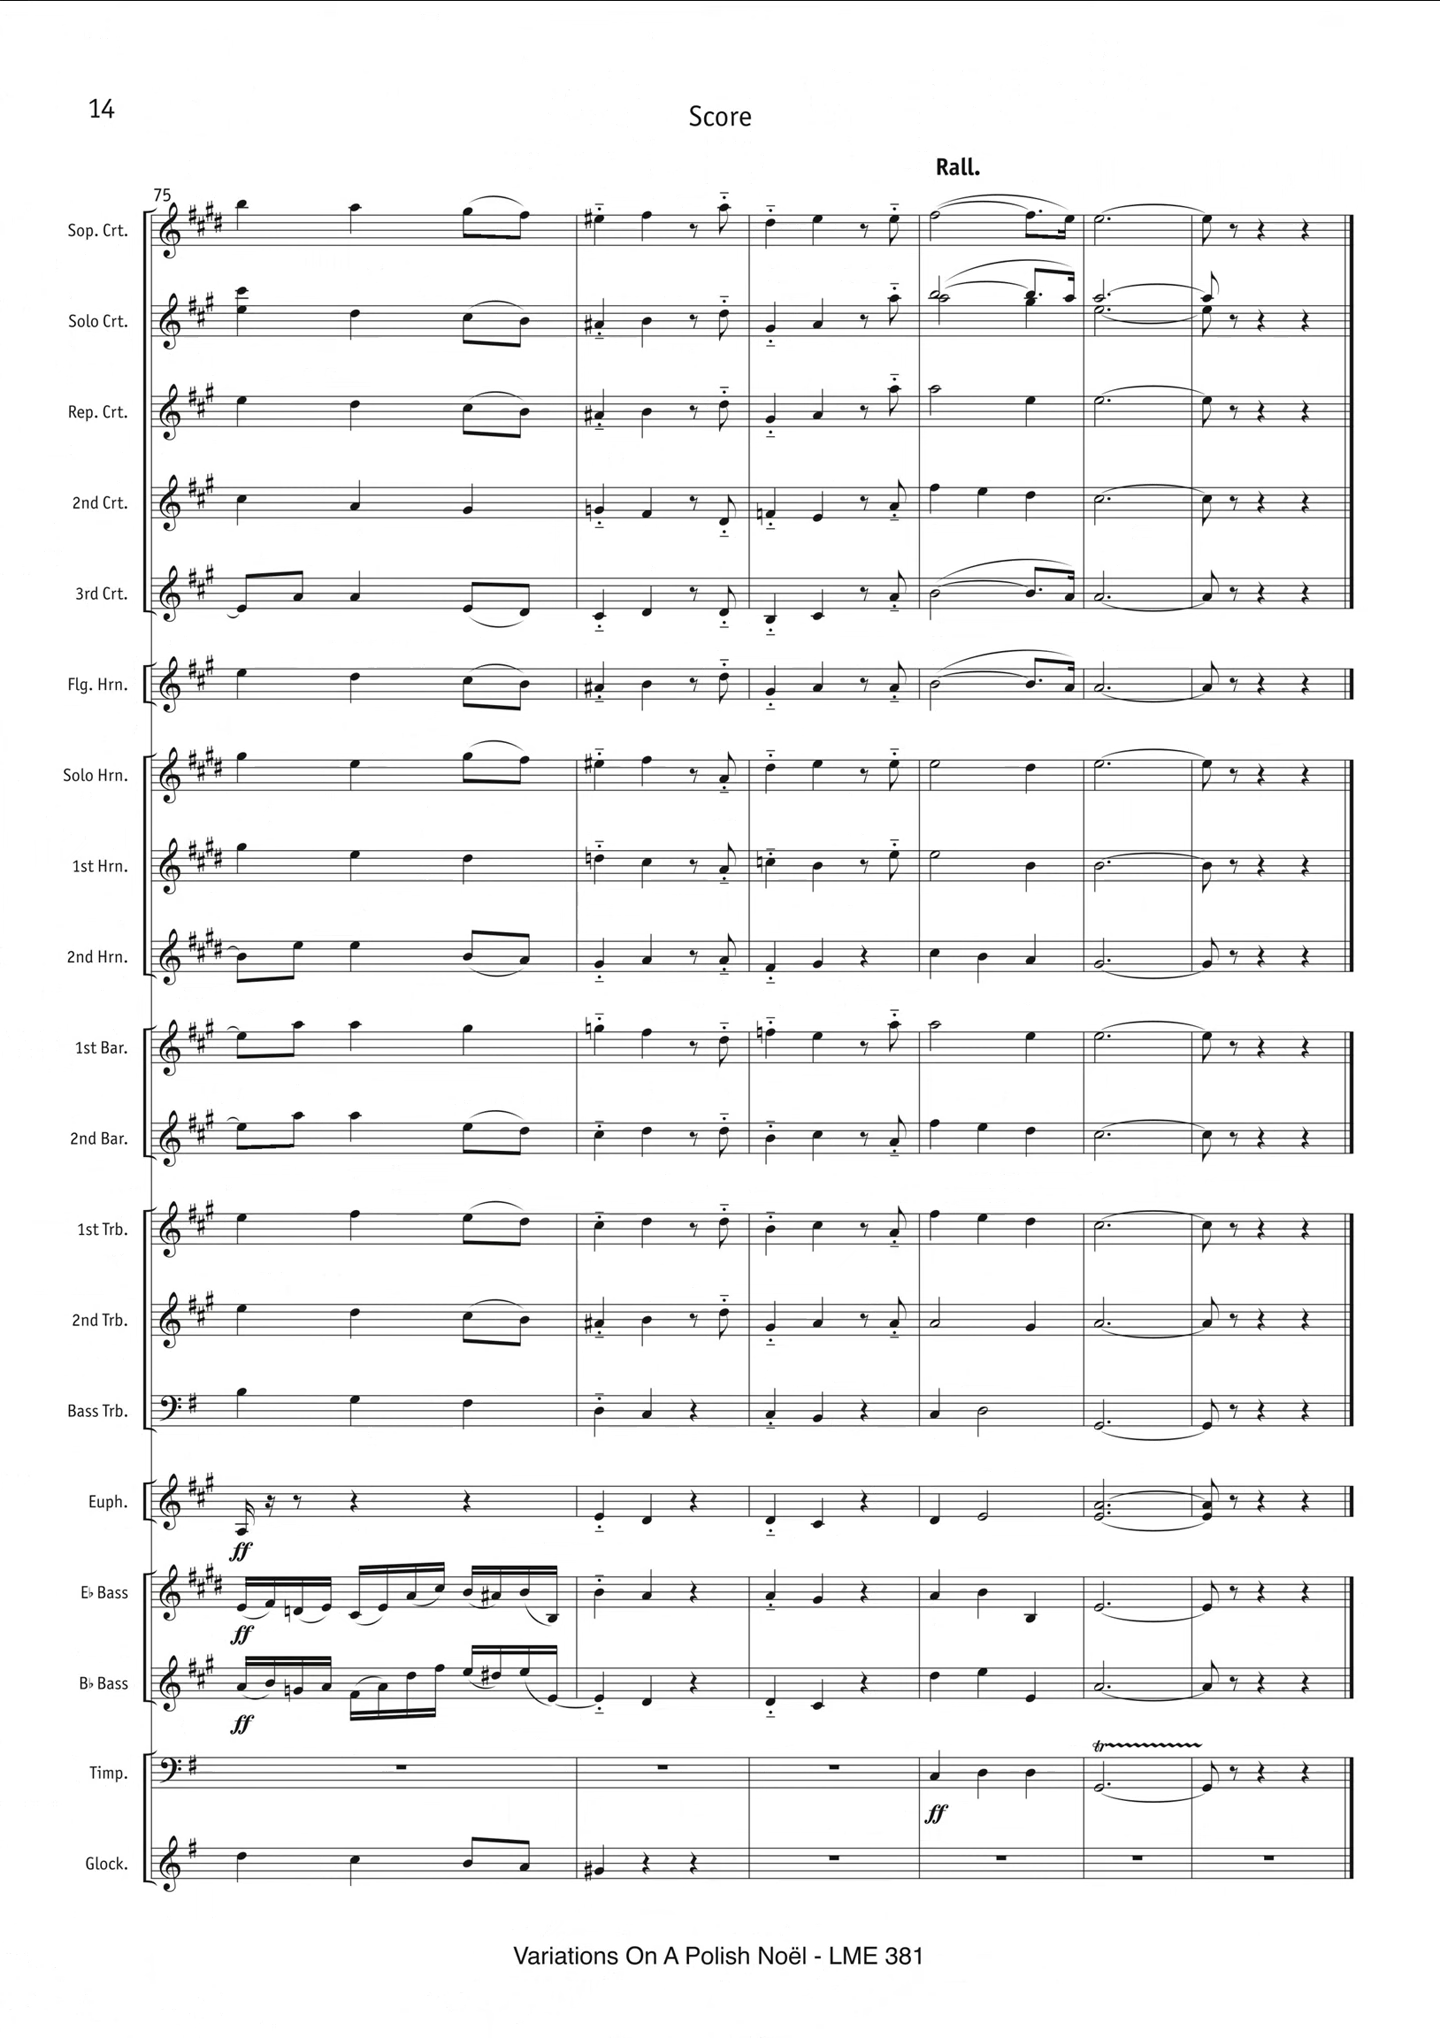 14
Score
Rall.
75
Sop. Crt.
Solo Crt.
Rep. Crt.
2nd Crt.
3rd Crt.
Flg. Hrn.
Solo Hrn.
1st Hrn.
2nd Hrn.
1st Bar.
2nd Bar.
1st Trb.
2nd Trb.
Bass Trb.
Euph.
ff
E♭ Bass
ff
B♭ Bass
ff
tr
Timp.
ff
Glock.
Variations On A Polish Noël - LME 381